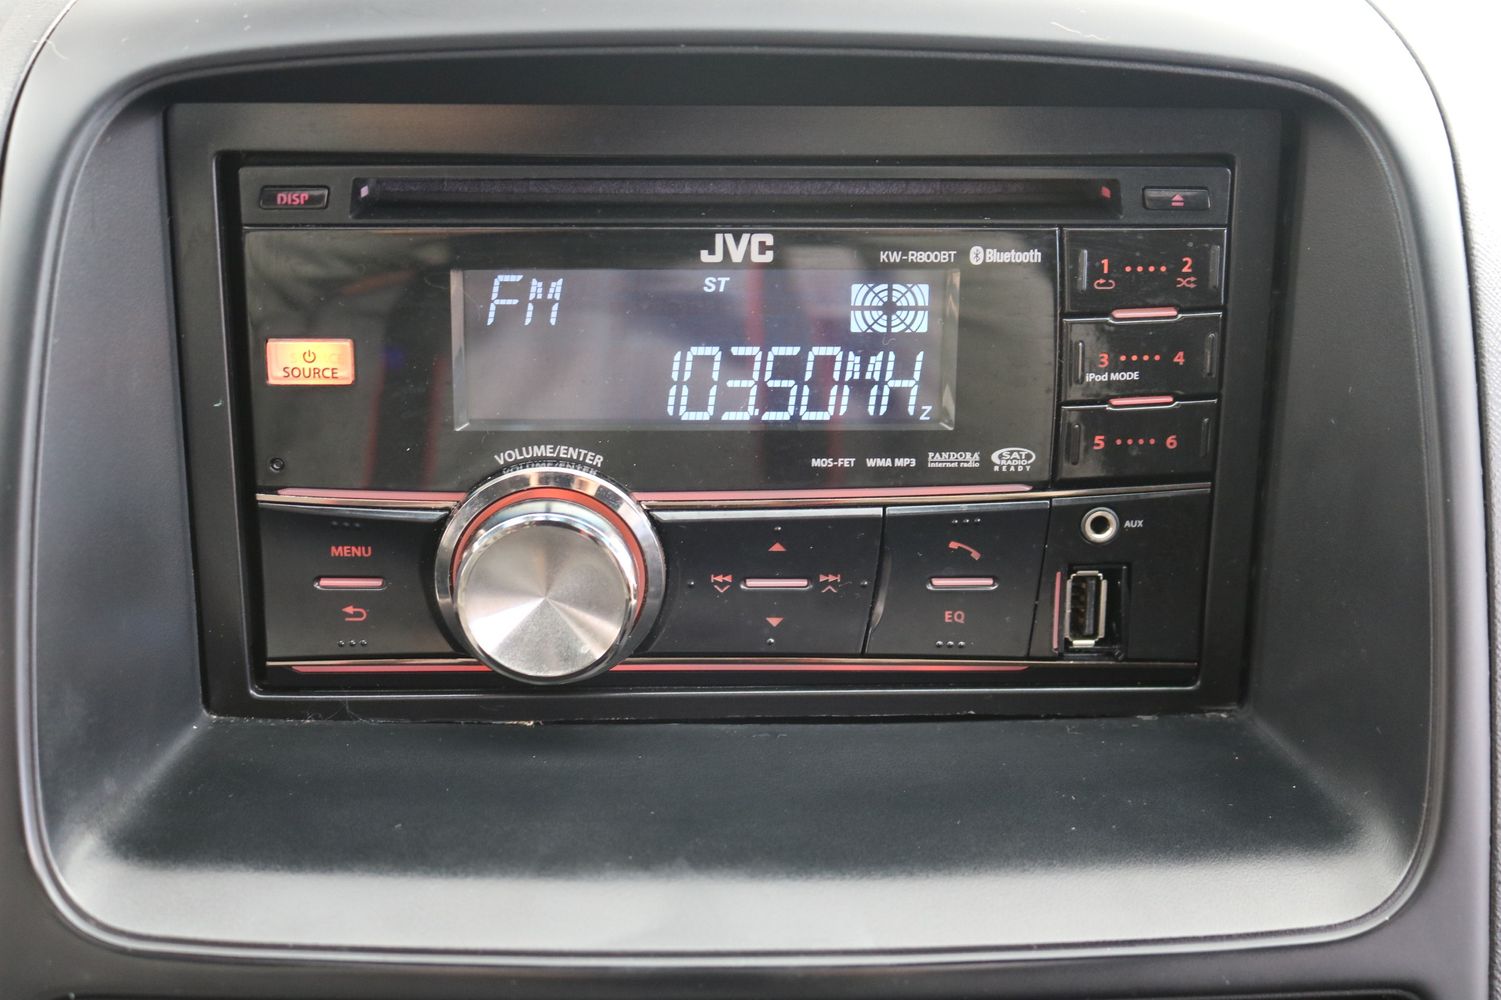 DISP
JVC
KW-R800BT Bluetooth
FM
ST
103.50MHz
SOURCE
1 2
3 4
iPod MODE
5 6
VOLUME/ENTER
MOS-FET WMA MP3 PANDORA internet radio SAT RADIO READY
MENU
EQ
AUX